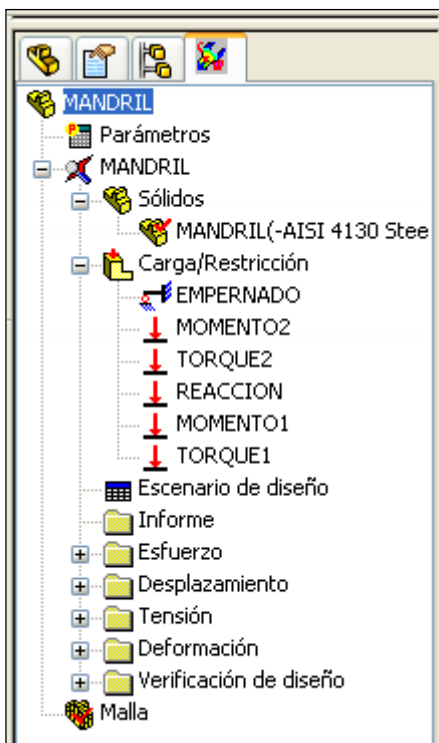 MANDRIL
Parámetros
MANDRIL
Sólidos
MANDRIL(-AISI 4130 Stee
Carga/Restricción
EMPERNADO
MOMENTO2
TORQUE2
REACCION
MOMENTO1
TORQUE1
Escenario de diseño
Informe
Esfuerzo
Desplazamiento
Tensión
Deformación
Verificación de diseño
Malla